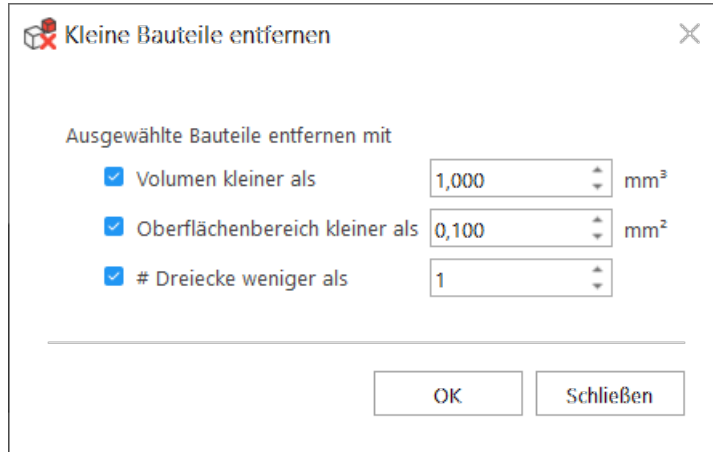 Kleine Bauteile entfernen
Ausgewählte Bauteile entfernen mit
Volumen kleiner als 1,000 mm³
Oberflächenbereich kleiner als 0,100 mm²
# Dreiecke weniger als 1
OK Schließen